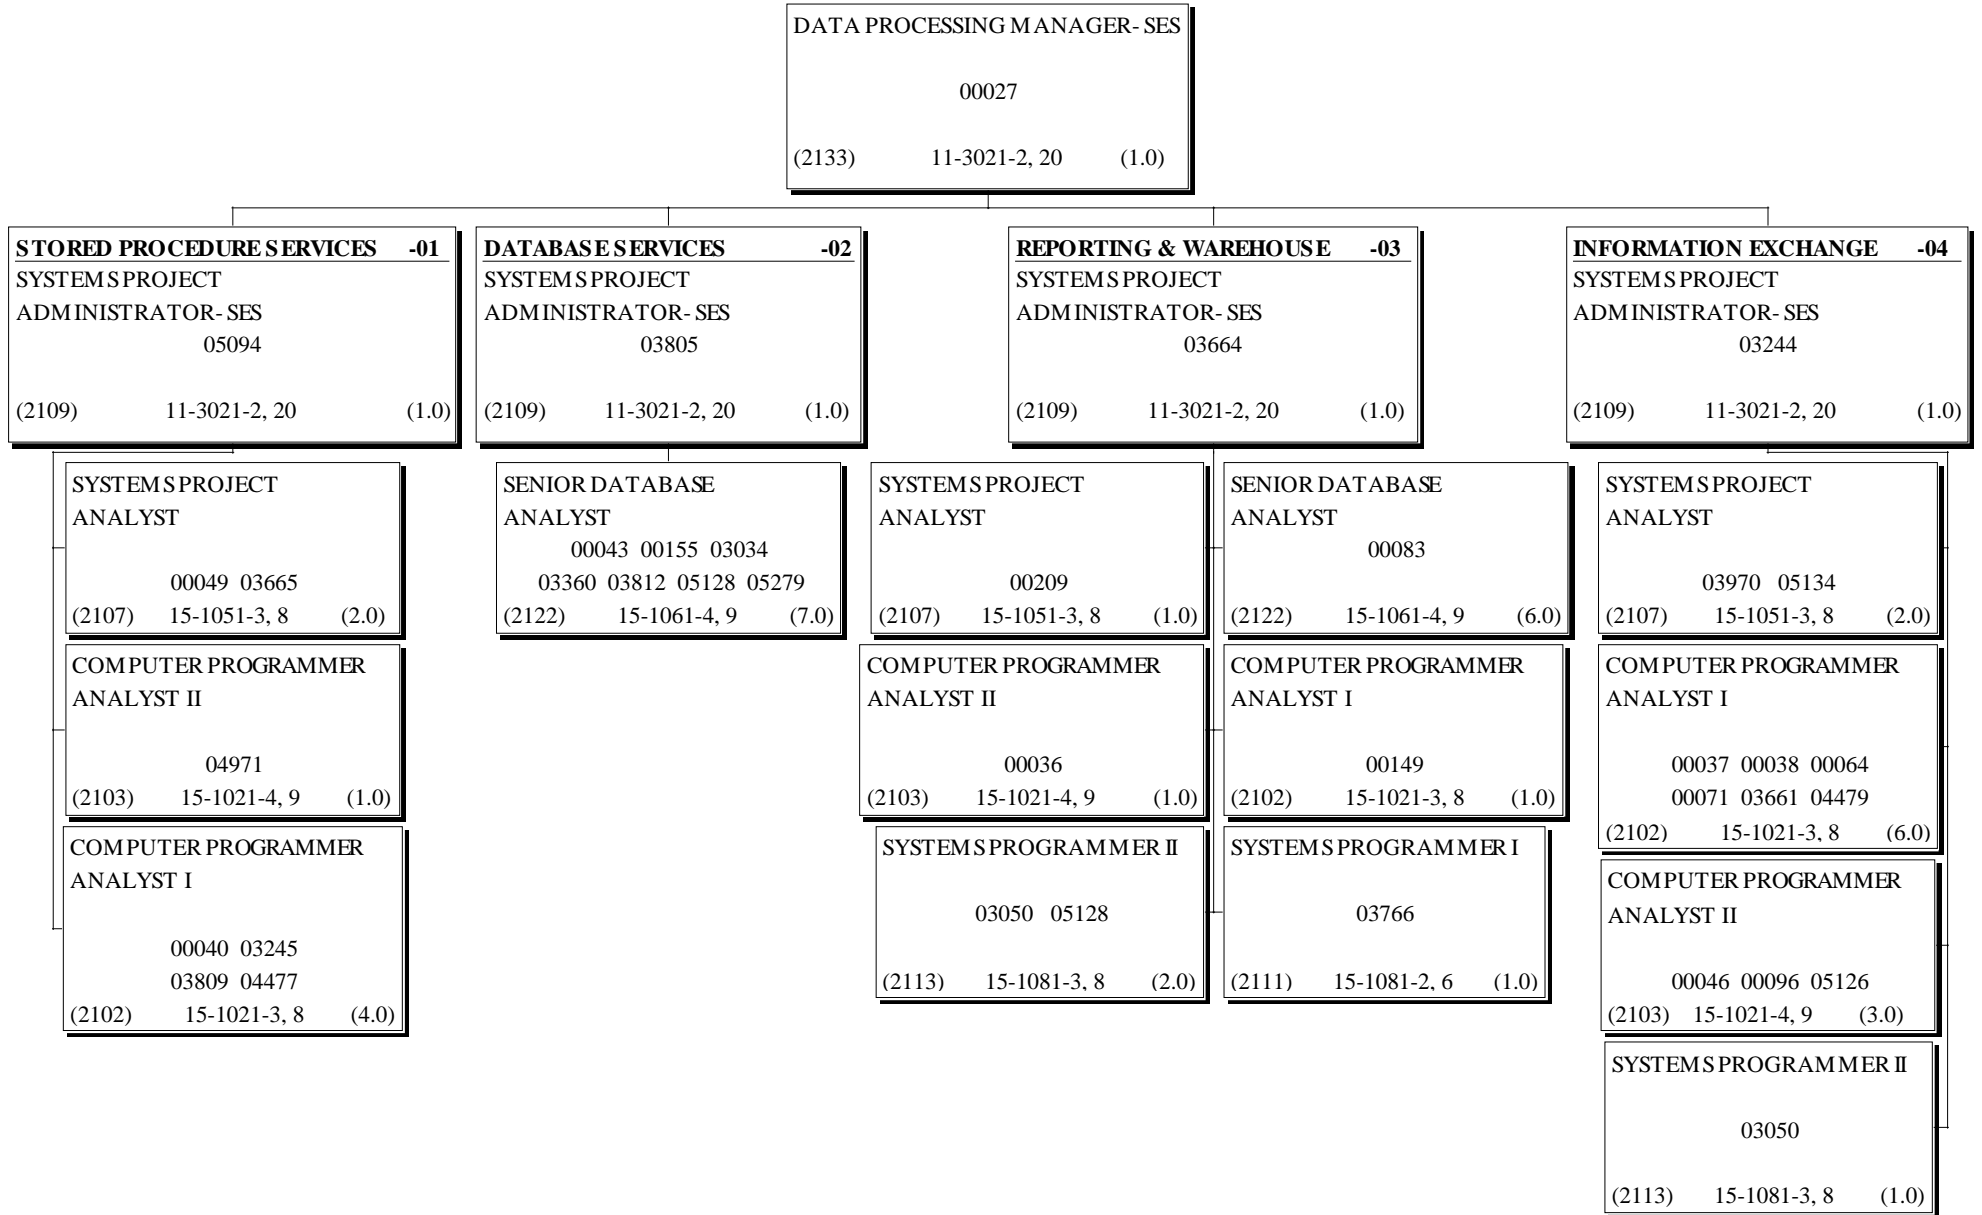 DATA PROCESSING MANAGER- SES
00027
(2133) 11-3021-2, 20 (1.0)
STORED PROCEDURE SERVICES -01
SYSTEMS PROJECT
ADMINISTRATOR- SES
05094
(2109) 11-3021-2, 20 (1.0)
DATABASE SERVICES -02
SYSTEMS PROJECT
ADMINISTRATOR- SES
03805
(2109) 11-3021-2, 20 (1.0)
REPORTING & WAREHOUSE -03
SYSTEMS PROJECT
ADMINISTRATOR- SES
03664
(2109) 11-3021-2, 20 (1.0)
INFORMATION EXCHANGE -04
SYSTEMS PROJECT
ADMINISTRATOR- SES
03244
(2109) 11-3021-2, 20 (1.0)
SYSTEMS PROJECT
ANALYST
00049 03665
(2107) 15-1051-3, 8 (2.0)
COMPUTER PROGRAMMER
ANALYST II
04971
(2103) 15-1021-4, 9 (1.0)
COMPUTER PROGRAMMER
ANALYST I
00040 03245
03809 04477
(2102) 15-1021-3, 8 (4.0)
SENIOR DATABASE
ANALYST
00043 00155 03034
03360 03812 05128 05279
(2122) 15-1061-4, 9 (7.0)
SYSTEMS PROJECT
ANALYST
00209
(2107) 15-1051-3, 8 (1.0)
SENIOR DATABASE
ANALYST
00083
(2122) 15-1061-4, 9 (6.0)
COMPUTER PROGRAMMER
ANALYST II
00036
(2103) 15-1021-4, 9 (1.0)
COMPUTER PROGRAMMER
ANALYST I
00149
(2102) 15-1021-3, 8 (1.0)
SYSTEMS PROGRAMMER II
03050 05128
(2113) 15-1081-3, 8 (2.0)
SYSTEMS PROGRAMMER I
03766
(2111) 15-1081-2, 6 (1.0)
SYSTEMS PROJECT
ANALYST
03970 05134
(2107) 15-1051-3, 8 (2.0)
COMPUTER PROGRAMMER
ANALYST I
00037 00038 00064
00071 03661 04479
(2102) 15-1021-3, 8 (6.0)
COMPUTER PROGRAMMER
ANALYST II
00046 00096 05126
(2103) 15-1021-4, 9 (3.0)
SYSTEMS PROGRAMMER II
03050
(2113) 15-1081-3, 8 (1.0)